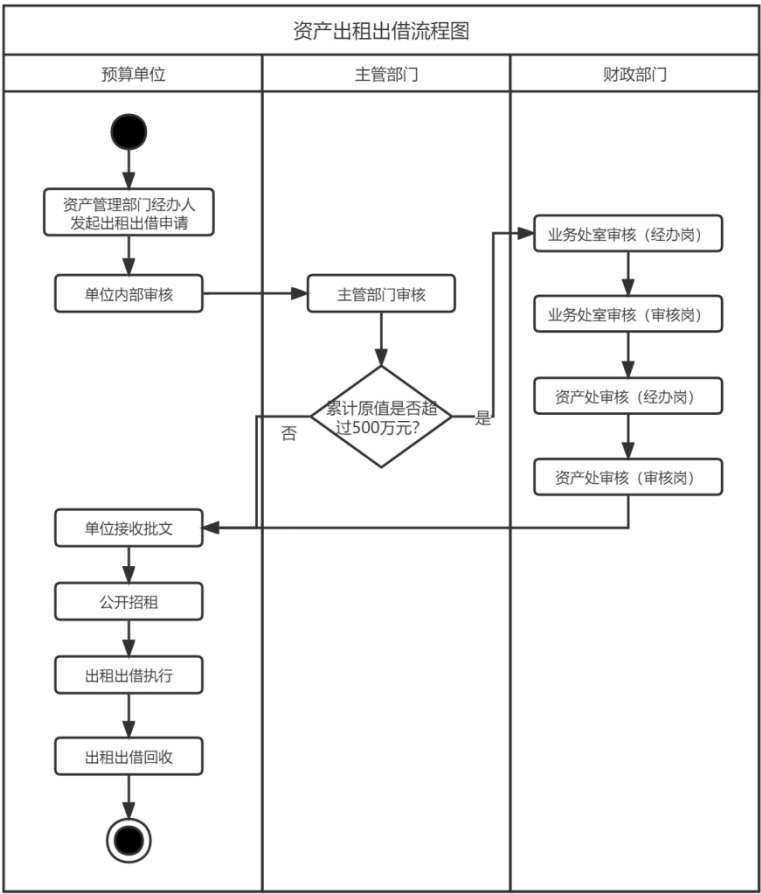 资产出租出借流程图
预算单位
主管部门
财政部门
资产管理部门经办人
发起出租出借申请
单位内部审核
主管部门审核
累计原值是否超
过500万元？
否
是
业务处室审核（经办岗）
业务处室审核（审核岗）
资产处审核（经办岗）
资产处审核（审核岗）
单位接收批文
公开招租
出租出借执行
出租出借回收